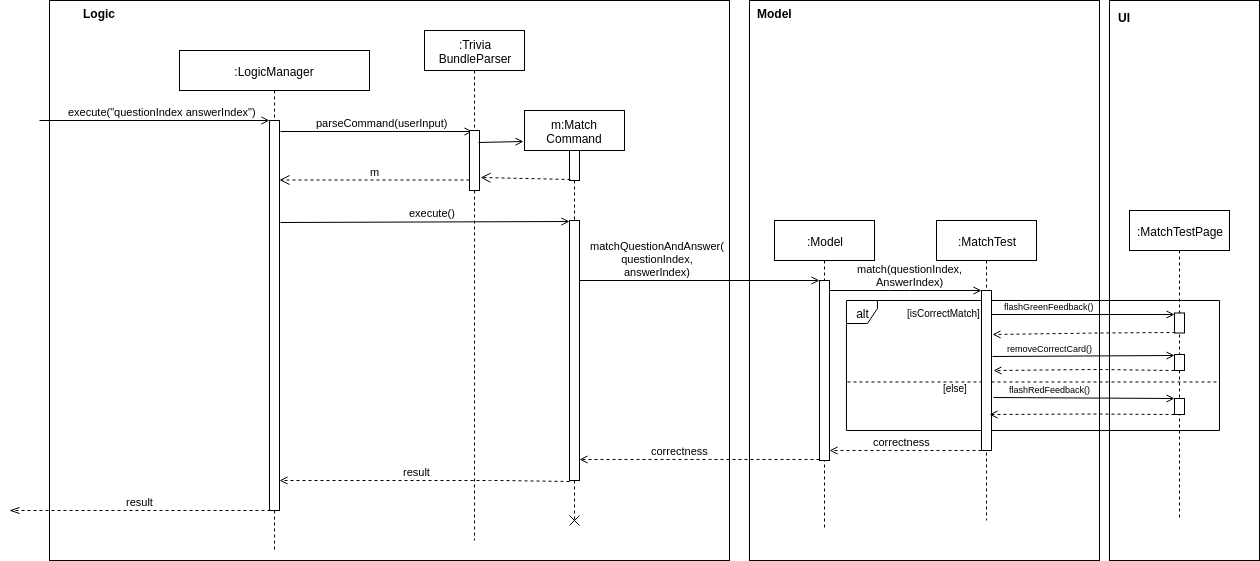 Logic
Model
UI
:Trivia
BundleParser
:LogicManager
execute("questionIndex answerIndex")
parseCommand(userInput)
m:Match
Command
m
execute()
matchQuestionAndAnswer(
questionIndex,
answerIndex)
:Model
:MatchTest
:MatchTestPage
match(questionIndex,
AnswerIndex)
alt
[isCorrectMatch]
flashGreenFeedback()
removeCorrectCard()
[else]
flashRedFeedback()
correctness
correctness
result
result